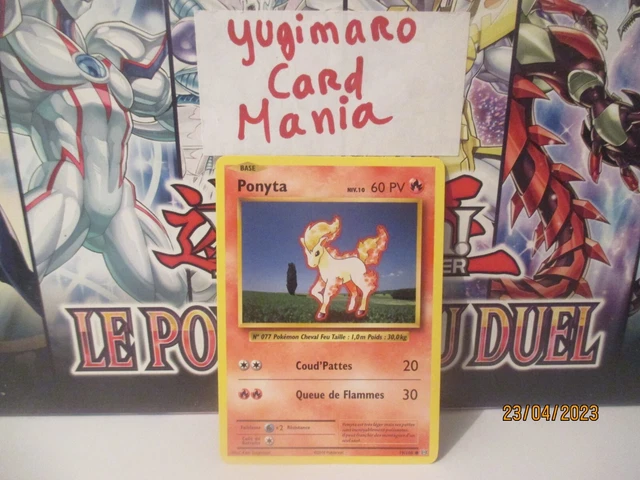 Yugimaro
Card
Mania
BASE
Ponyta
NIV.10 60 PV
N° 077 Pokémon Cheval Feu Taille : 1,0 m Poids : 30,0 kg
Coud'Pattes 20
Queue de Flammes 30
×2
LE PO U DUEL
23/04/2023